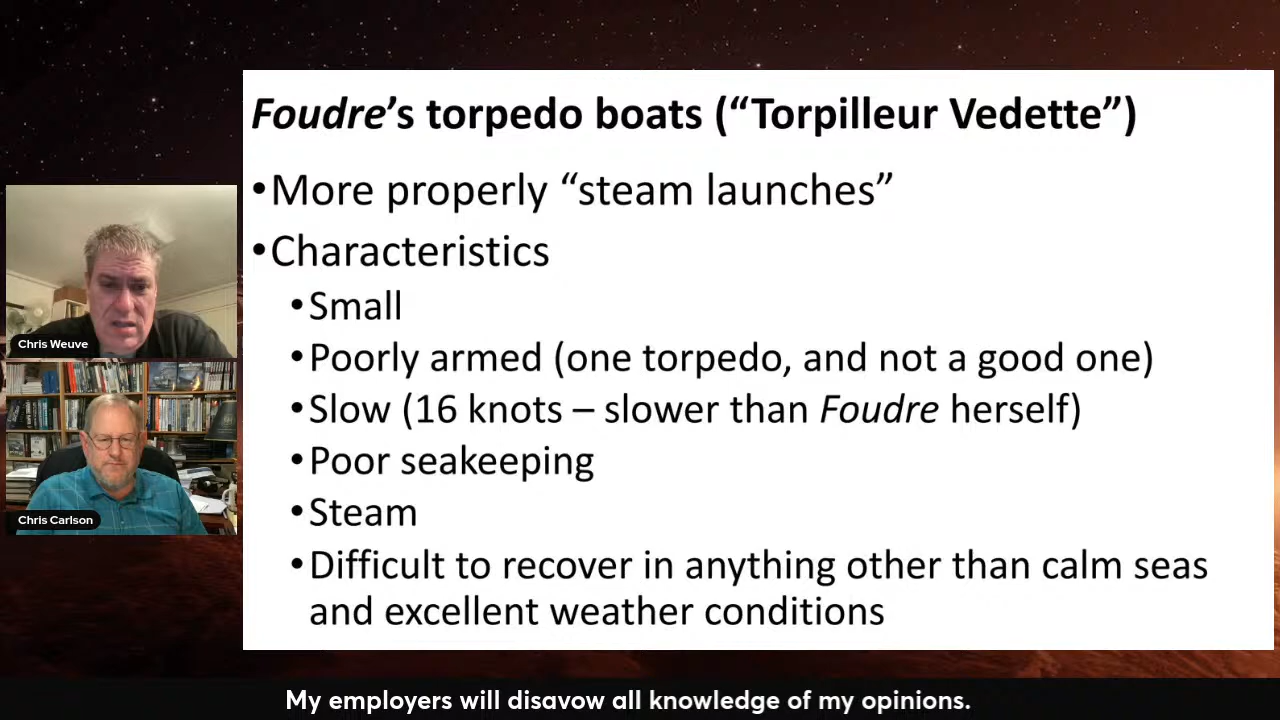 Foudre's torpedo boats (“Torpilleur Vedette”)
•More properly “steam launches”
•Characteristics
•Small
•Poorly armed (one torpedo, and not a good one)
•Slow (16 knots – slower than Foudre herself)
•Poor seakeeping
•Steam
•Difficult to recover in anything other than calm seas
and excellent weather conditions
Chris Weuve
Chris Carlson
My employers will disavow all knowledge of my opinions.